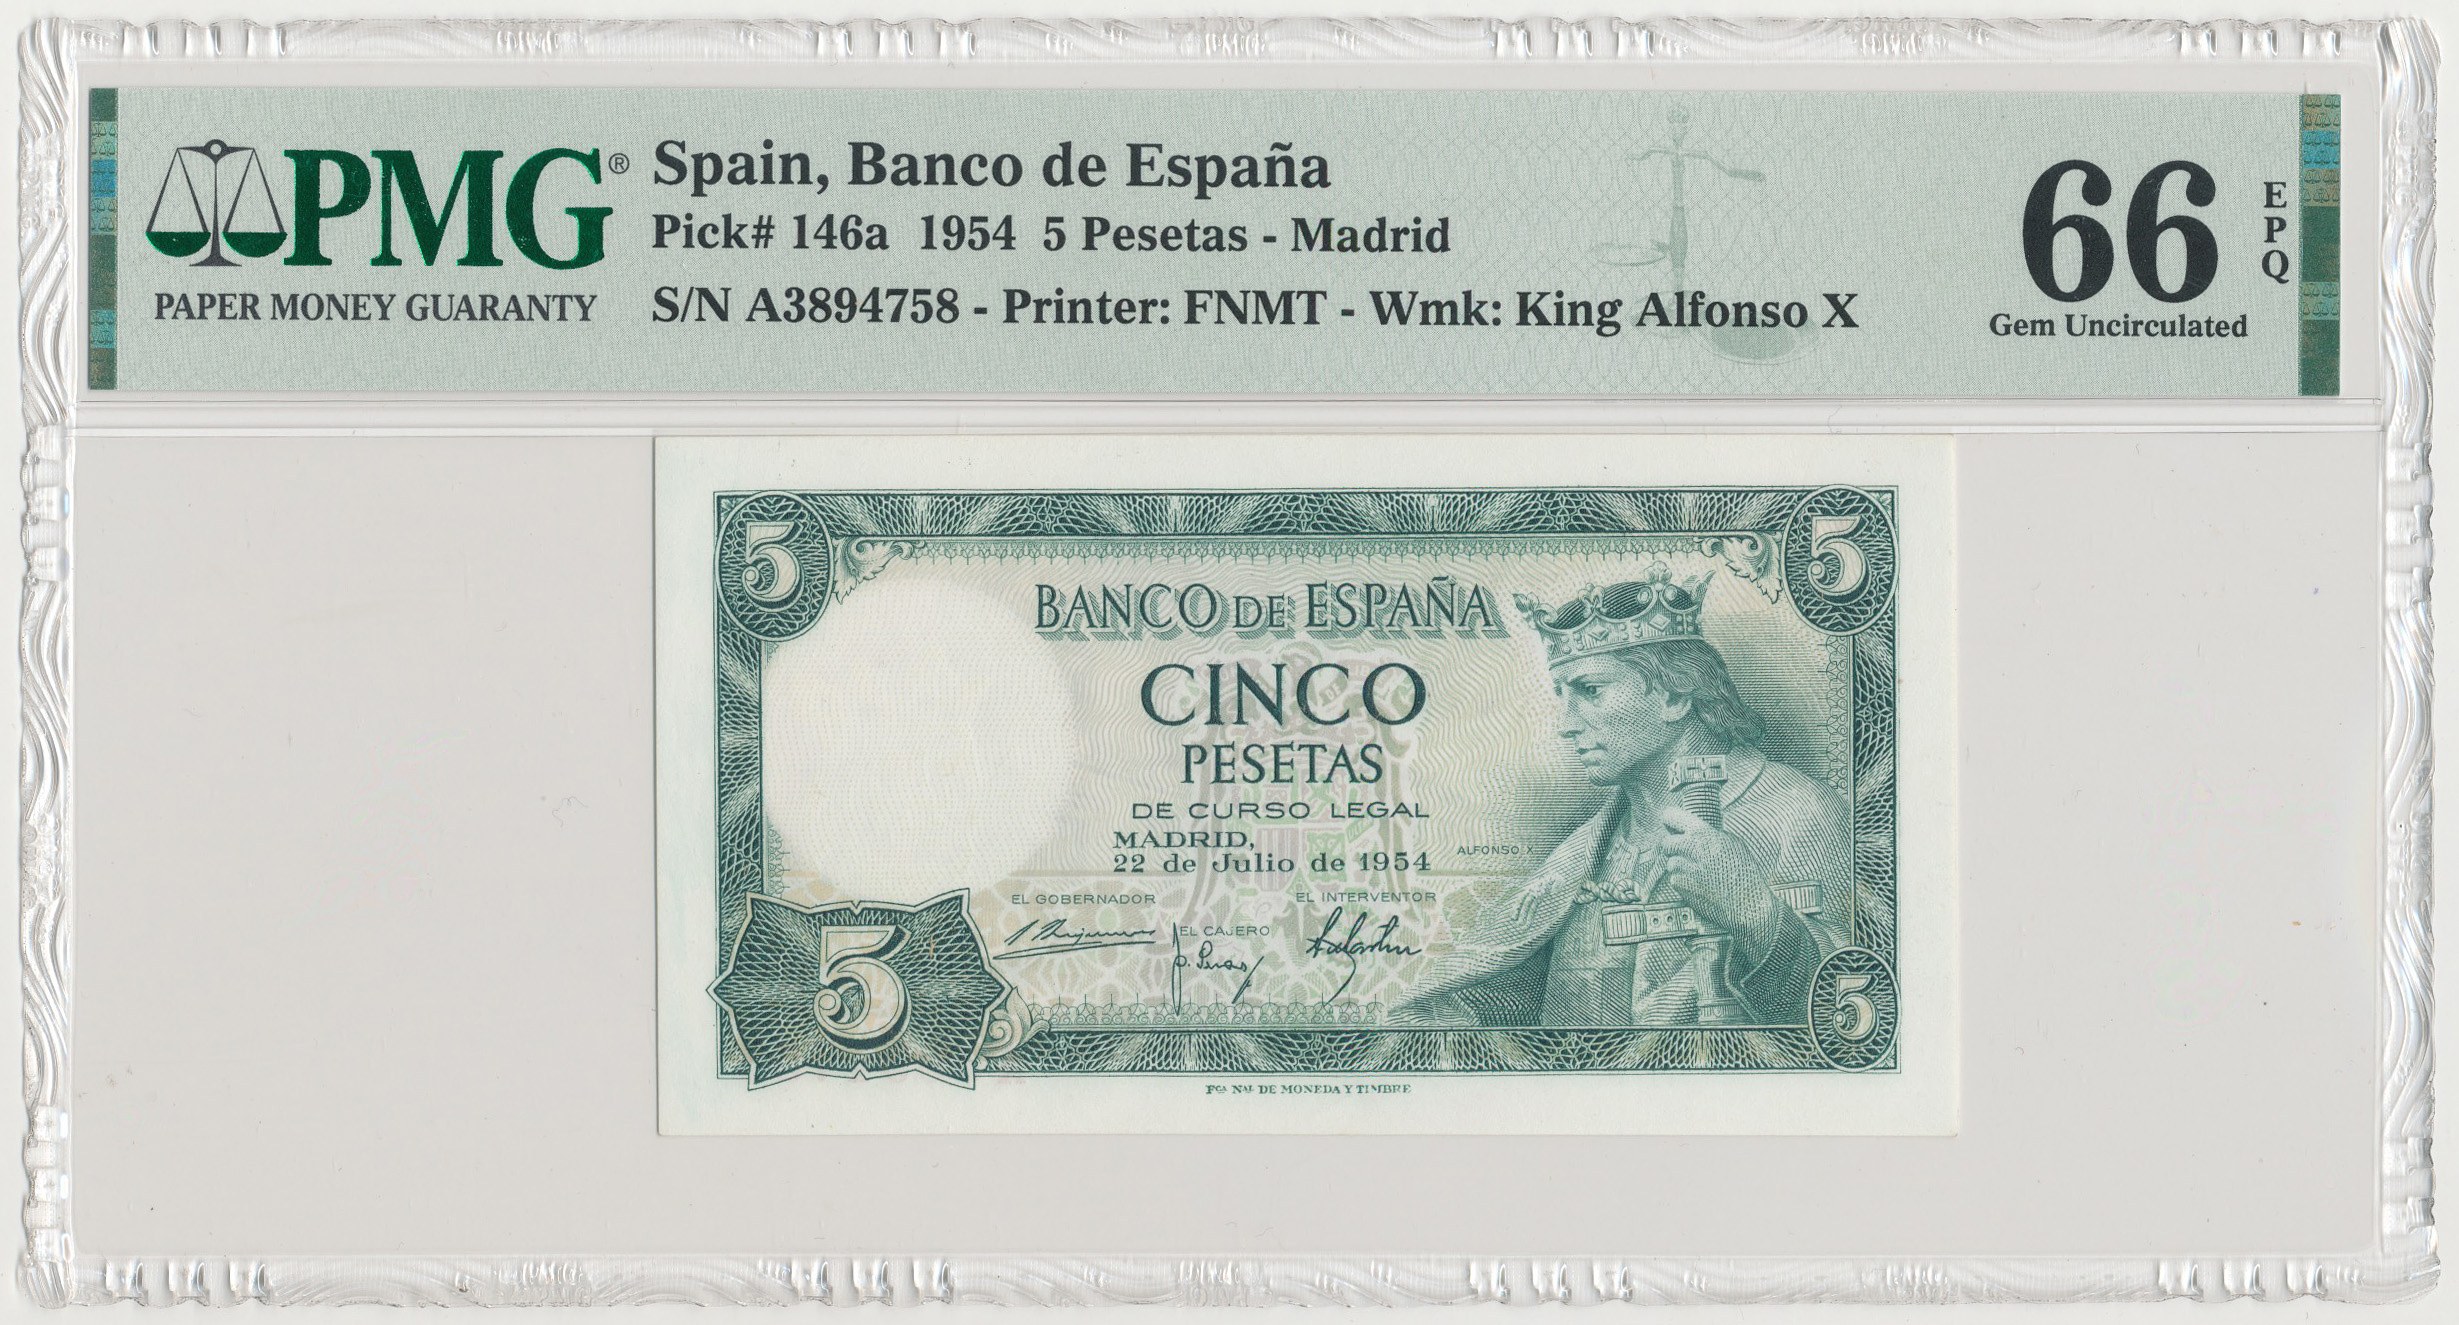 PMG®
PAPER MONEY GUARANTY
Spain, Banco de España
Pick# 146a 1954 5 Pesetas - Madrid
S/N A3894758 - Printer: FNMT - Wmk: King Alfonso X
66
EPQ
Gem Uncirculated
5
5
BANCO DE ESPAÑA
CINCO
PESETAS
DE CURSO LEGAL
MADRID,
22 de Julio de 1954
ALFONSO X
EL GOBERNADOR
EL INTERVENTOR
EL CAJERO
5
5
Fca Nal DE MONEDA Y TIMBRE